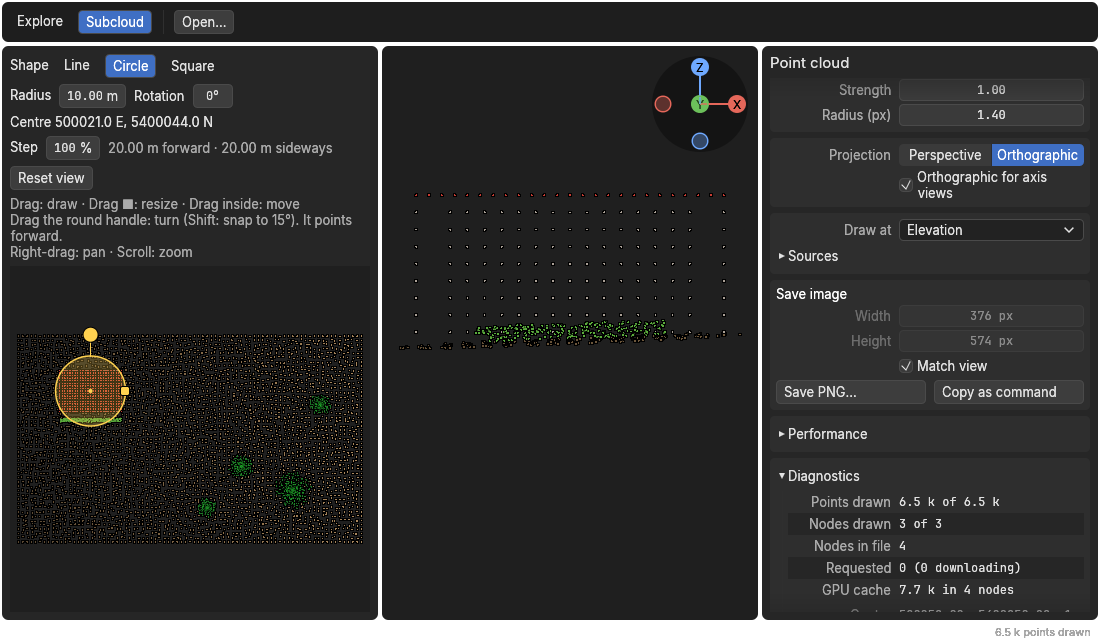 Explore Subcloud Open...
Shape Line Circle Square
Radius 10.00 m Rotation 0°
Centre 500021.0 E, 5400044.0 N
Step 100 % 20.00 m forward · 20.00 m sideways
Reset view
Drag: draw · Drag ■: resize · Drag inside: move
Drag the round handle: turn (Shift: snap to 15°). It points
forward.
Right-drag: pan · Scroll: zoom
Z
Y
X
Point cloud
Strength 1.00
Radius (px) 1.40
Projection Perspective Orthographic
Orthographic for axis
views
Draw at Elevation
Sources
Save image
Width 376 px
Height 574 px
Match view
Save PNG... Copy as command
Performance
Diagnostics
Points drawn 6.5 k of 6.5 k
Nodes drawn 3 of 3
Nodes in file 4
Requested 0 (0 downloading)
GPU cache 7.7 k in 4 nodes
6.5 k points drawn